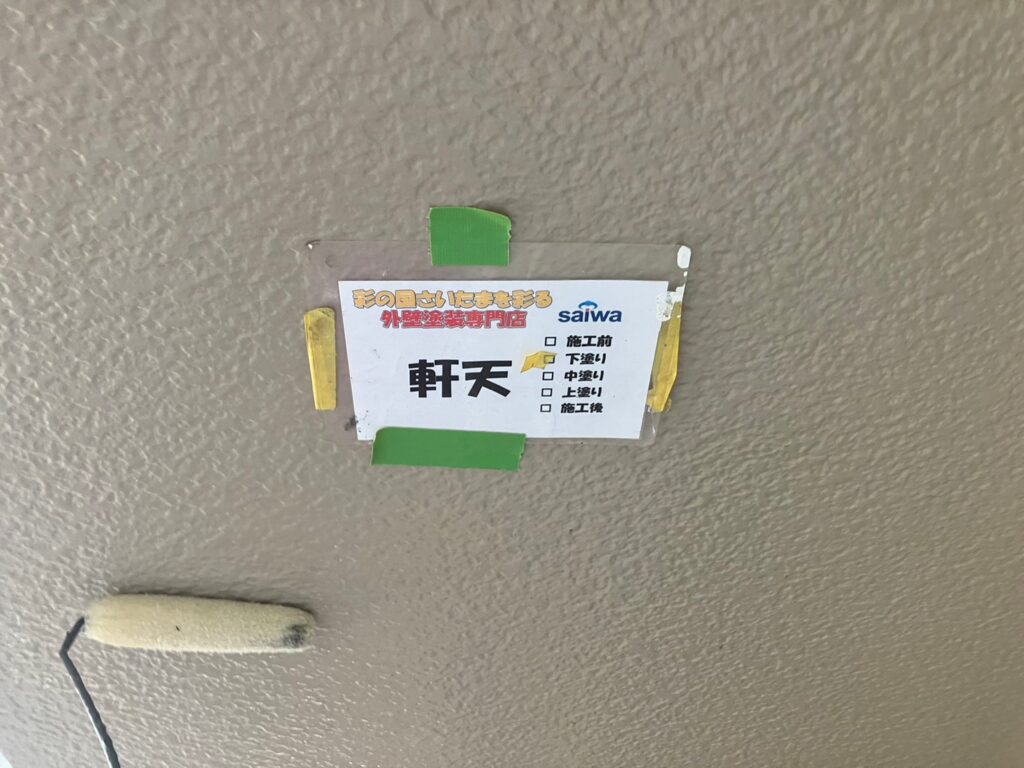 彩の国さいたまを彩る
外壁塗装専門店
saiwa
軒天
□ 施工前
□ 下塗り
□ 中塗り
□ 上塗り
□ 施工後